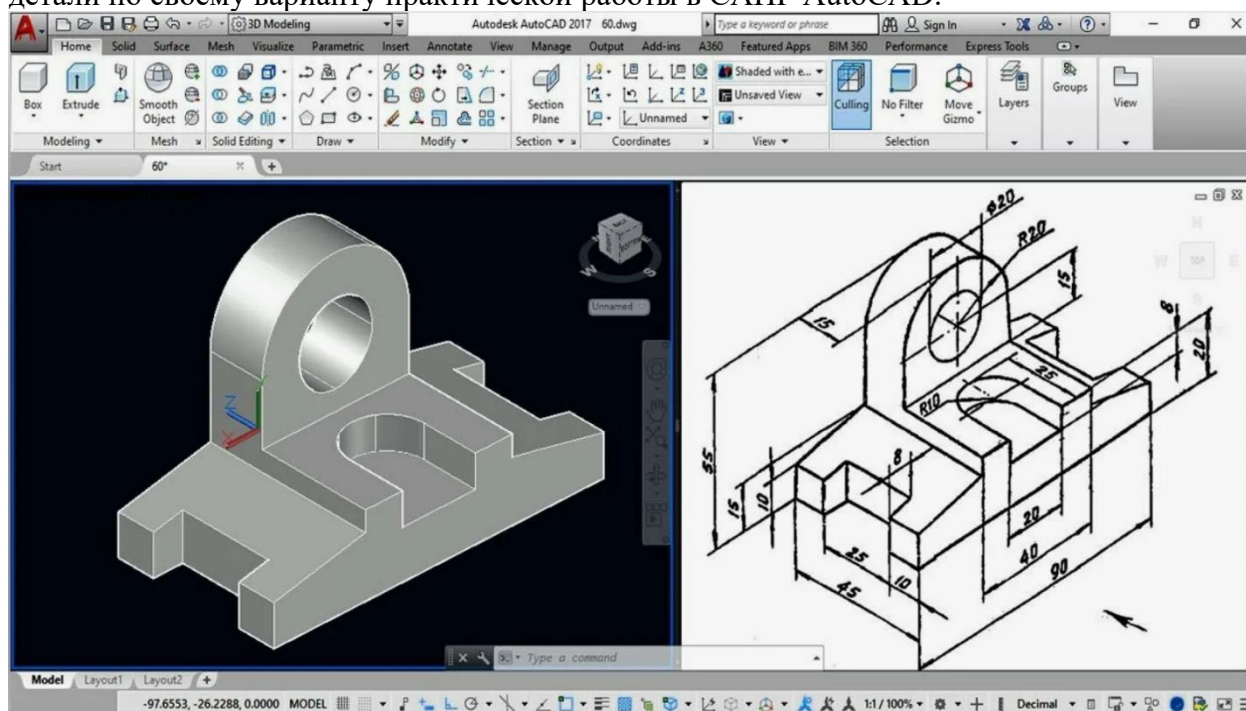 детали по своему варианту практической работы в САПР AutoCAD:
3D Modeling
Autodesk AutoCAD 2017 60.dwg
Type a keyword or phrase
Sign In
Home Solid Surface Mesh Visualize Parametric Insert Annotate View Manage Output Add-ins A360 Featured Apps BIM 360 Performance Express Tools
Box
Extrude
Smooth Object
Section Plane
Unnamed
Shaded with e...
Unsaved View
Culling
No Filter
Move Gizmo
Layers
Groups
View
Modeling
Mesh
Solid Editing
Draw
Modify
Section
Coordinates
View
Selection
Start
60*
Unnamed
W
S
Z
Y
X
W
TOP
E
ϕ20
R20
15
15
8
20
25
R10
55
8
15
10
20
25
40
10
90
45
Type a command
Model Layout1 Layout2 +
-97.6553, -26.2288, 0.0000 MODEL
1:1 / 100%
Decimal